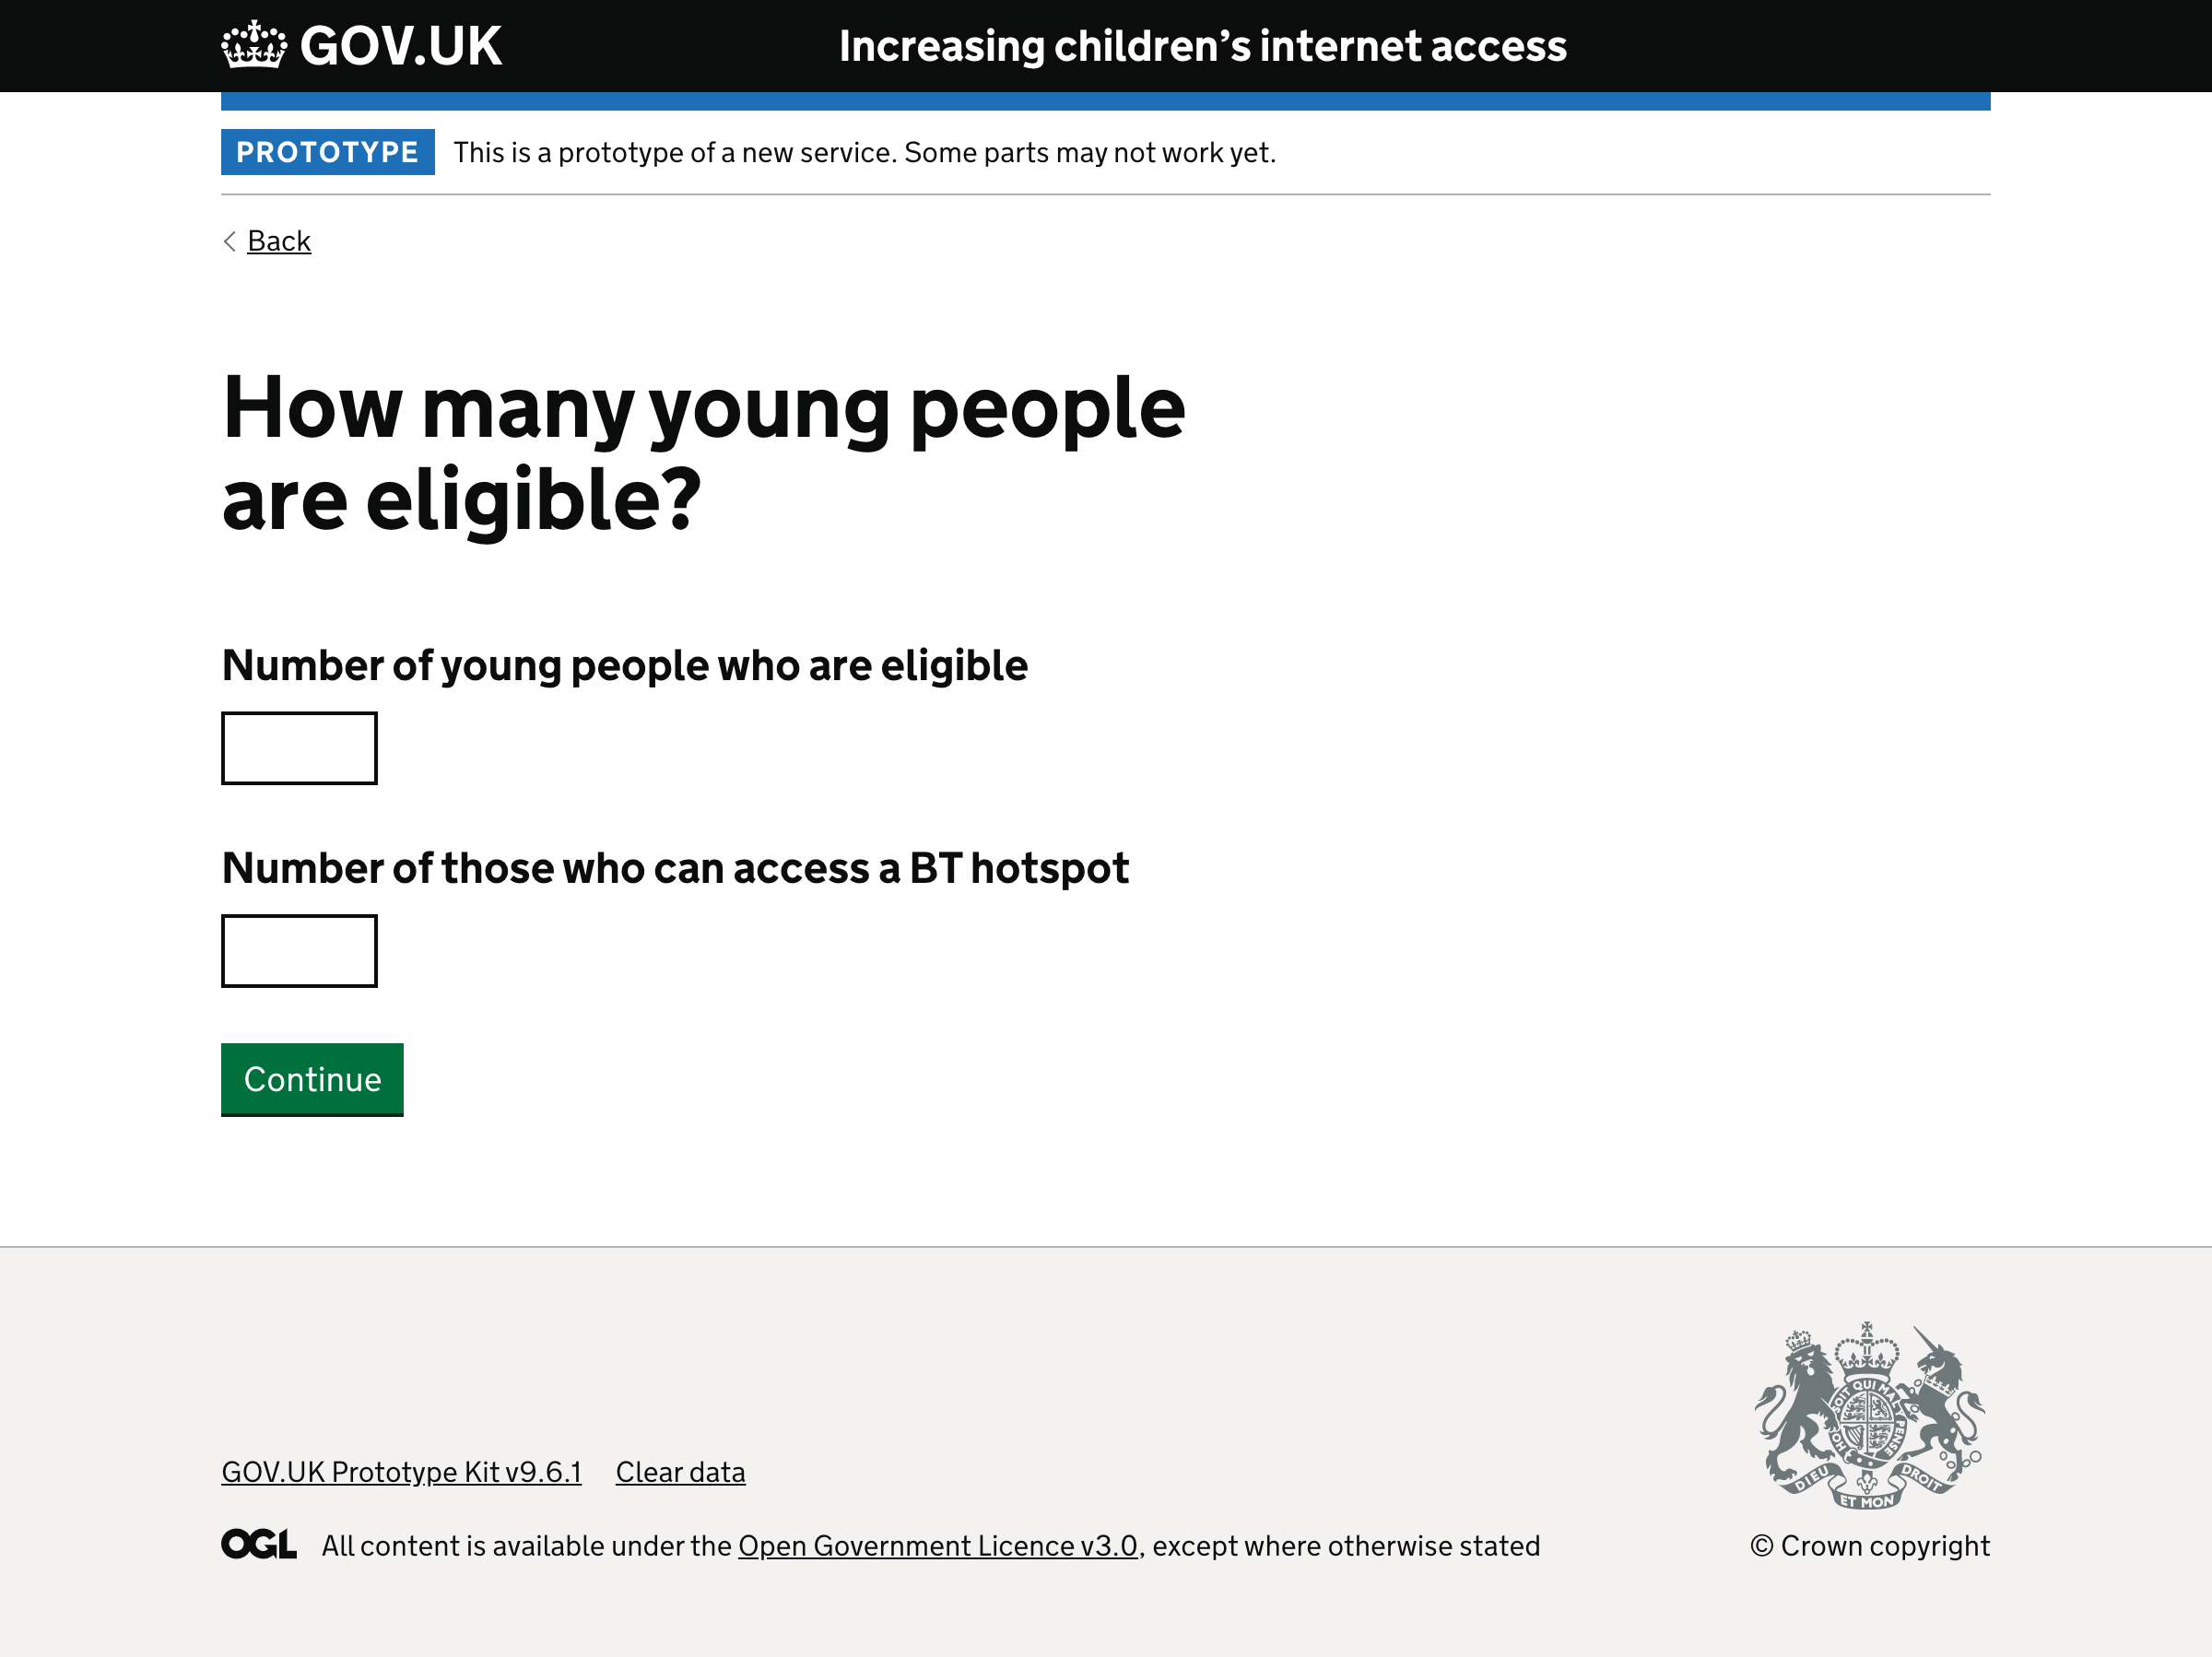 GOV.UK
Increasing children’s internet access
PROTOTYPE
This is a prototype of a new service. Some parts may not work yet.
Back
How many young people
are eligible?
Number of young people who are eligible
Number of those who can access a BT hotspot
Continue
GOV.UK Prototype Kit v9.6.1
Clear data
OGL
All content is available under the Open Government Licence v3.0, except where otherwise stated
SOIT QUI MAL Y PENSE
DIEU
ET MON
DROIT
© Crown copyright